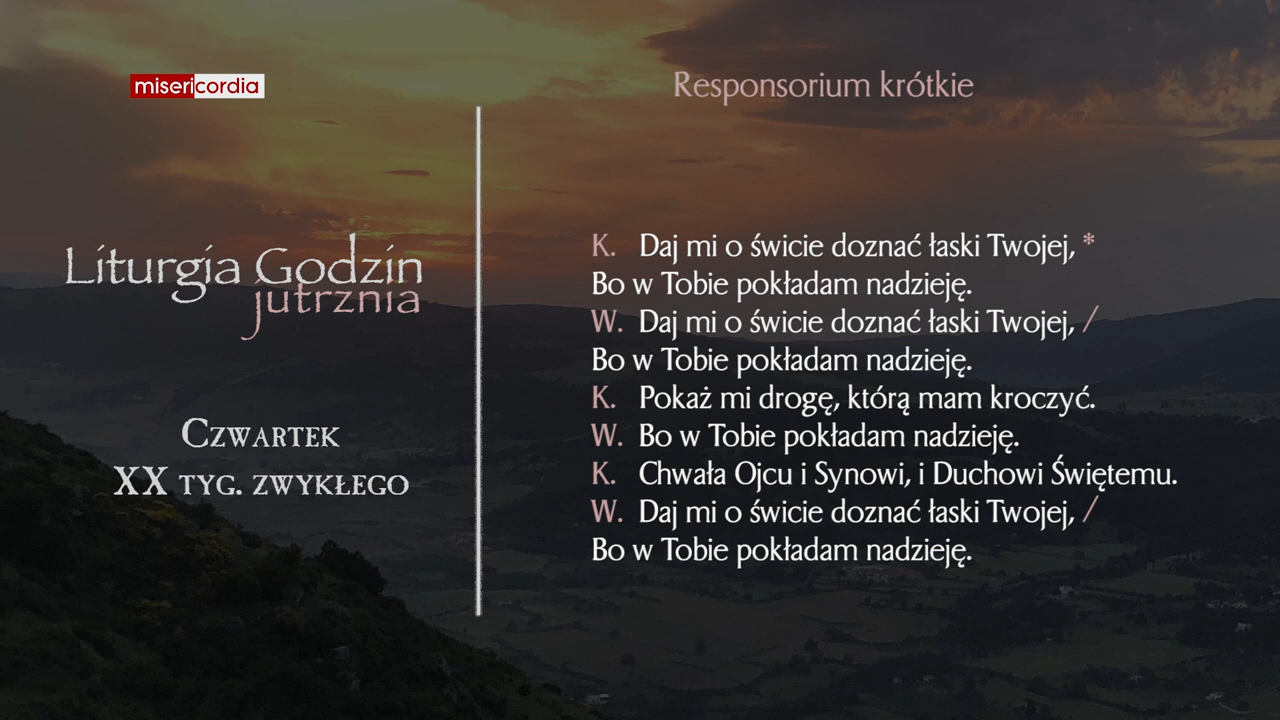 misericordia
Liturgia Godzin
jutrznia
Czwartek
XX tyg. zwykłego
Responsorium krótkie
K. Daj mi o świcie doznać łaski Twojej, *
Bo w Tobie pokładam nadzieję.
W. Daj mi o świcie doznać łaski Twojej, /
Bo w Tobie pokładam nadzieję.
K. Pokaż mi drogę, którą mam kroczyć.
W. Bo w Tobie pokładam nadzieję.
K. Chwała Ojcu i Synowi, i Duchowi Świętemu.
W. Daj mi o świcie doznać łaski Twojej, /
Bo w Tobie pokładam nadzieję.